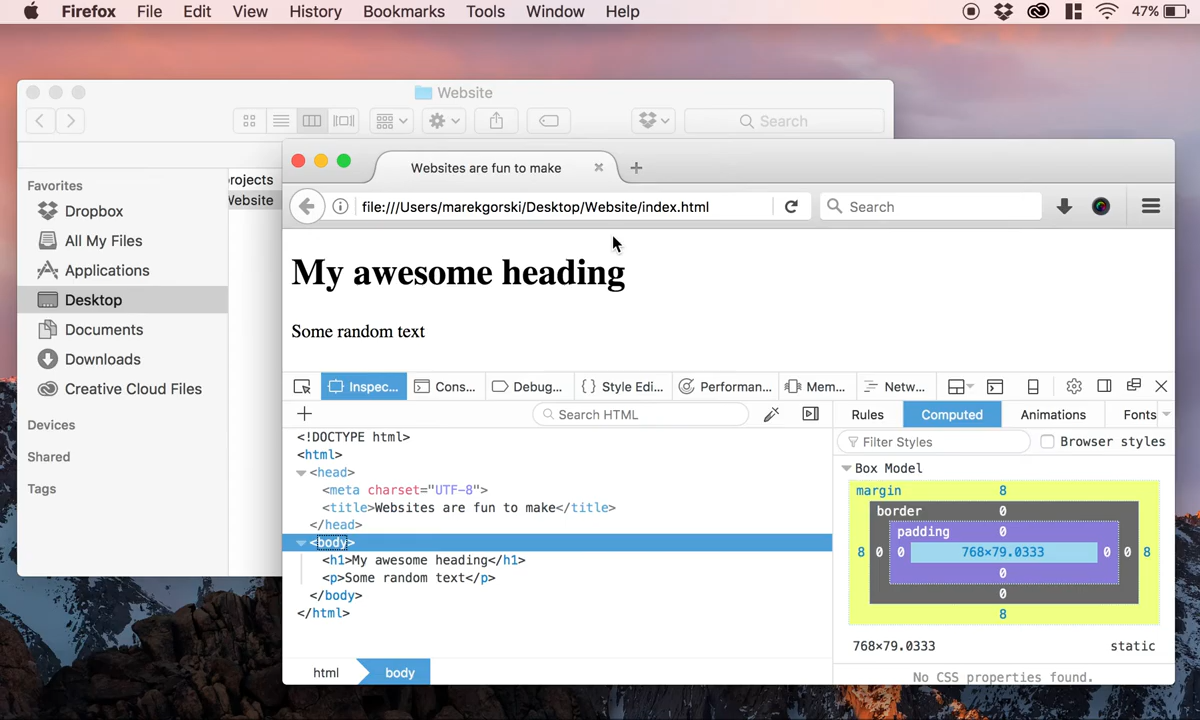 Firefox File Edit View History Bookmarks Tools Window Help 47%
Website
Search
Favorites
Dropbox
All My Files
Applications
Desktop
Documents
Downloads
Creative Cloud Files
Devices
Shared
Tags
rojects
Website
Websites are fun to make
file:///Users/marekgorski/Desktop/Website/index.html
Search
My awesome heading
Some random text
Inspec... Cons... Debug... { } Style Edi... Performan... Mem... Netw...
Search HTML
<!DOCTYPE html>
<html>
<head>
<meta charset="UTF-8">
<title>Websites are fun to make</title>
</head>
<body>
<h1>My awesome heading</h1>
<p>Some random text</p>
</body>
</html>
html body
Rules Computed Animations Fonts
Filter Styles Browser styles
Box Model
margin 8
border 0
padding 0
8 0 0 768×79.0333 0 0 8
0
0
8
768×79.0333 static
No CSS properties found.